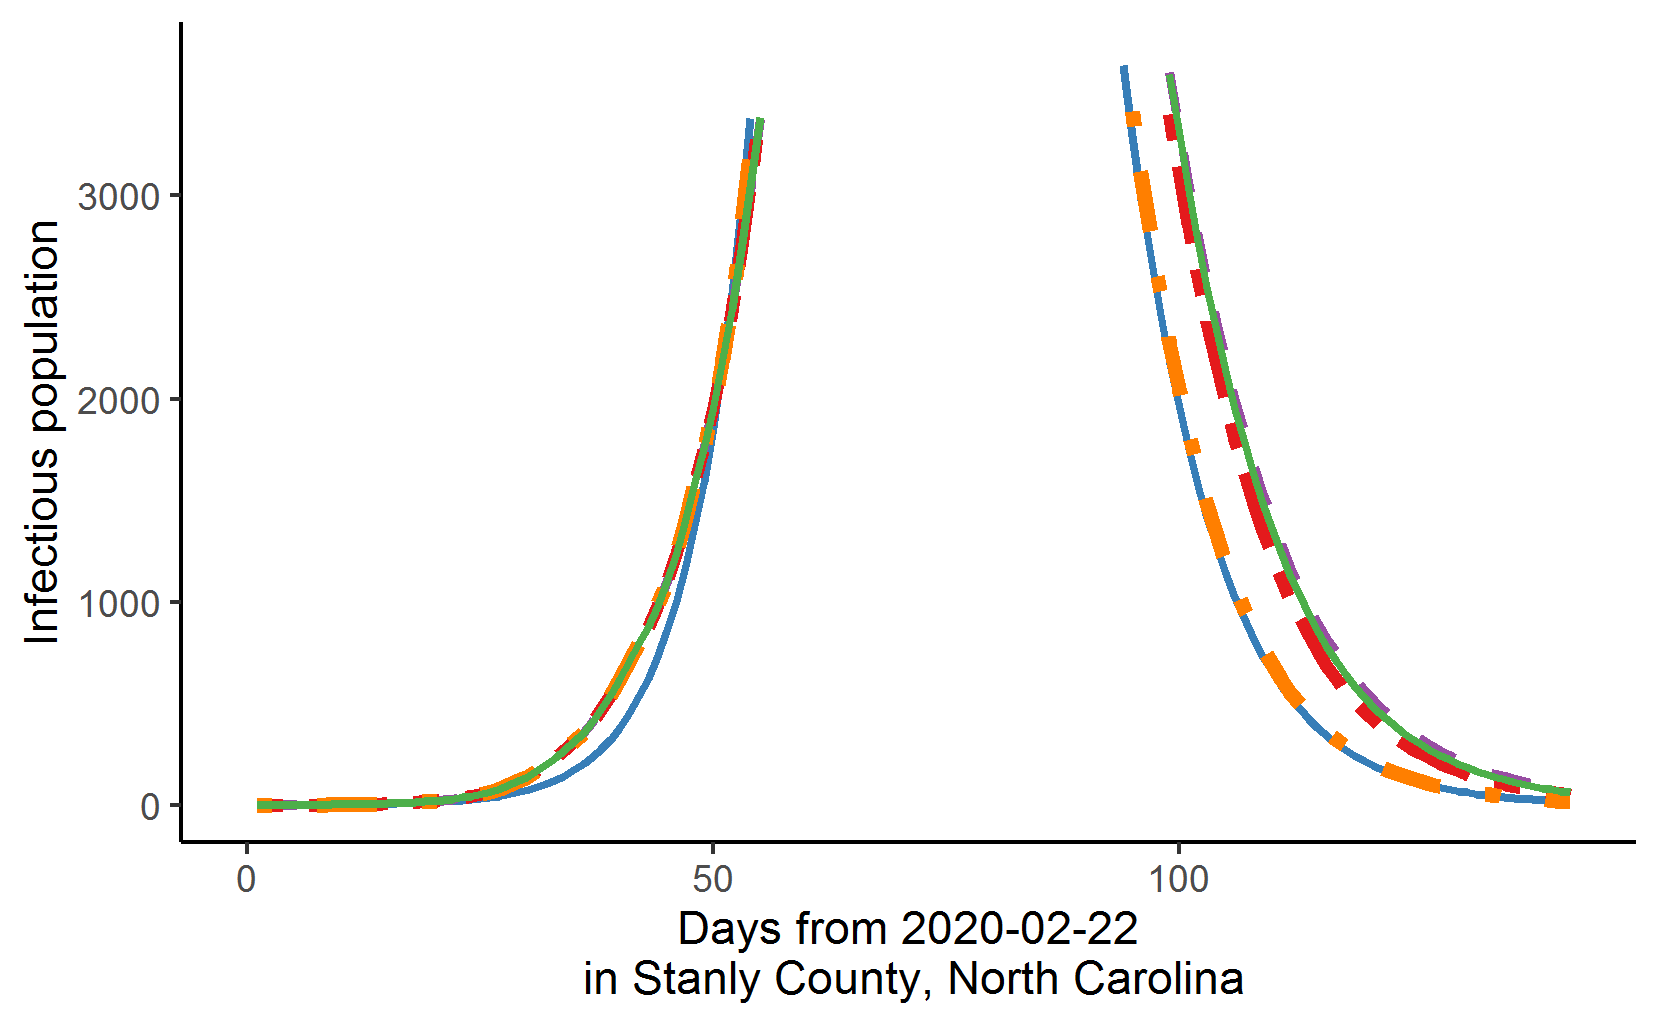 Infectious population
3000
2000
1000
0
0 50 100
Days from 2020-02-22
in Stanly County, North Carolina